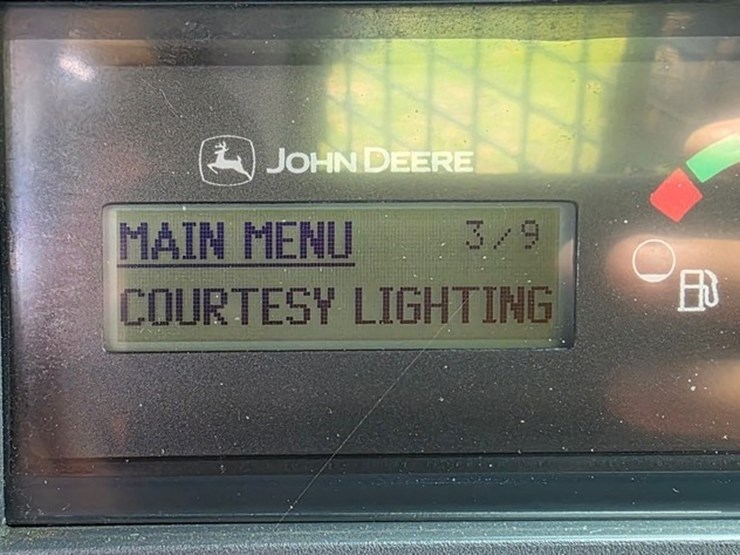 JOHN DEERE
MAIN MENU 3/9
COURTESY LIGHTING